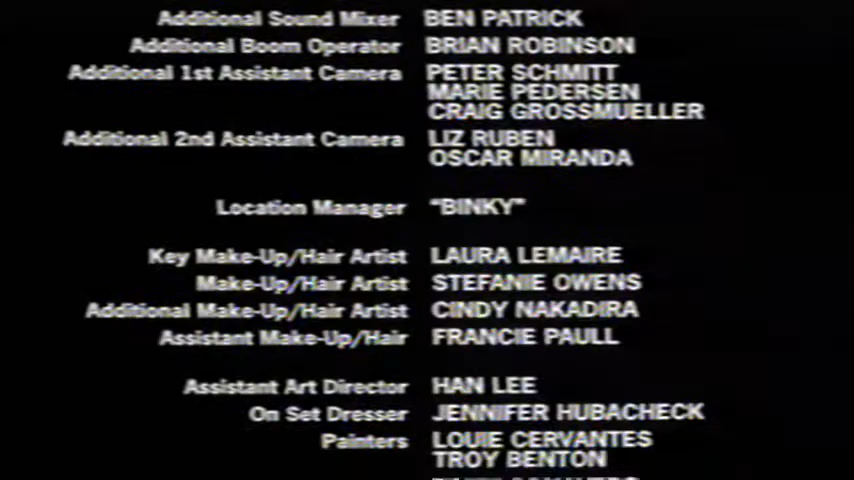 Additional Sound Mixer BEN PATRICK
Additional Boom Operator BRIAN ROBINSON
Additional 1st Assistant Camera PETER SCHMITT
MARIE PEDERSEN
CRAIG GROSSMUELLER
Additional 2nd Assistant Camera LIZ RUBEN
OSCAR MIRANDA
Location Manager "BINKY"
Key Make-Up/Hair Artist LAURA LEMAIRE
Make-Up/Hair Artist STEFANIE OWENS
Additional Make-Up/Hair Artist CINDY NAKADIRA
Assistant Make-Up/Hair FRANCIE PAULL
Assistant Art Director HAN LEE
On Set Dresser JENNIFER HUBACHECK
Painters LOUIE CERVANTES
TROY BENTON